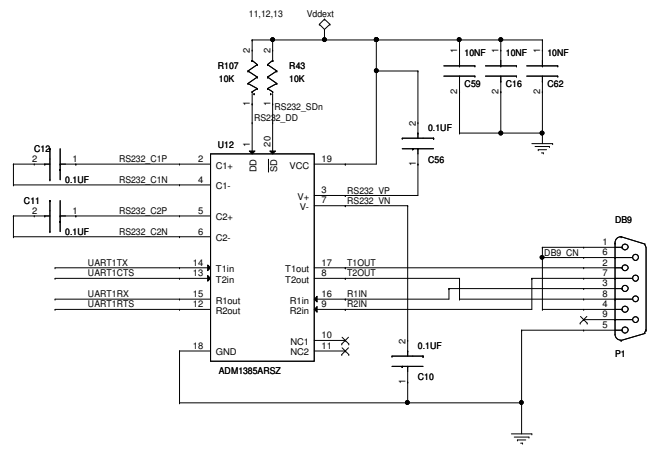 11,12,13 Vddext
2 2
R107 R43
10K 10K
1 1
RS232_SDn
RS232_DD
10NF 10NF 10NF
2 2 2
1 1 1
C59 C16 C62
2 0.1UF
1 C56
U12
1 20
DD SD
C12
2 1 RS232_C1P 2 C1+ VCC 19
0.1UF RS232_C1N 4 C1-
V+ 3 RS232_VP
V- 7 RS232_VN
C11
2 1 RS232_C2P 5 C2+
0.1UF RS232_C2N 6 C2-
UART1TX 14 T1in T1out 17 T1OUT
UART1CTS 13 T2in T2out 8 T2OUT
UART1RX 15 R1out R1in 16 R1IN
UART1RTS 12 R2out R2in 9 R2IN
NC1 10
NC2 11
18 GND
ADM1385ARSZ
2 0.1UF
1 C10
DB9
DB9_CN
1
6
2
7
3
8
4
9
5
P1